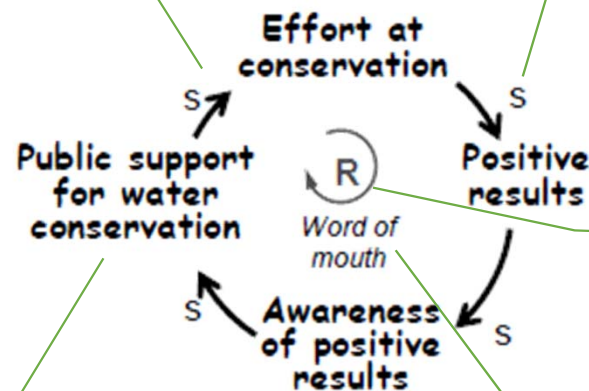 Effort at
conservation
S
S
Positive
results
S
Awareness
of positive
results
S
Public support
for water
conservation
R
Word of
mouth